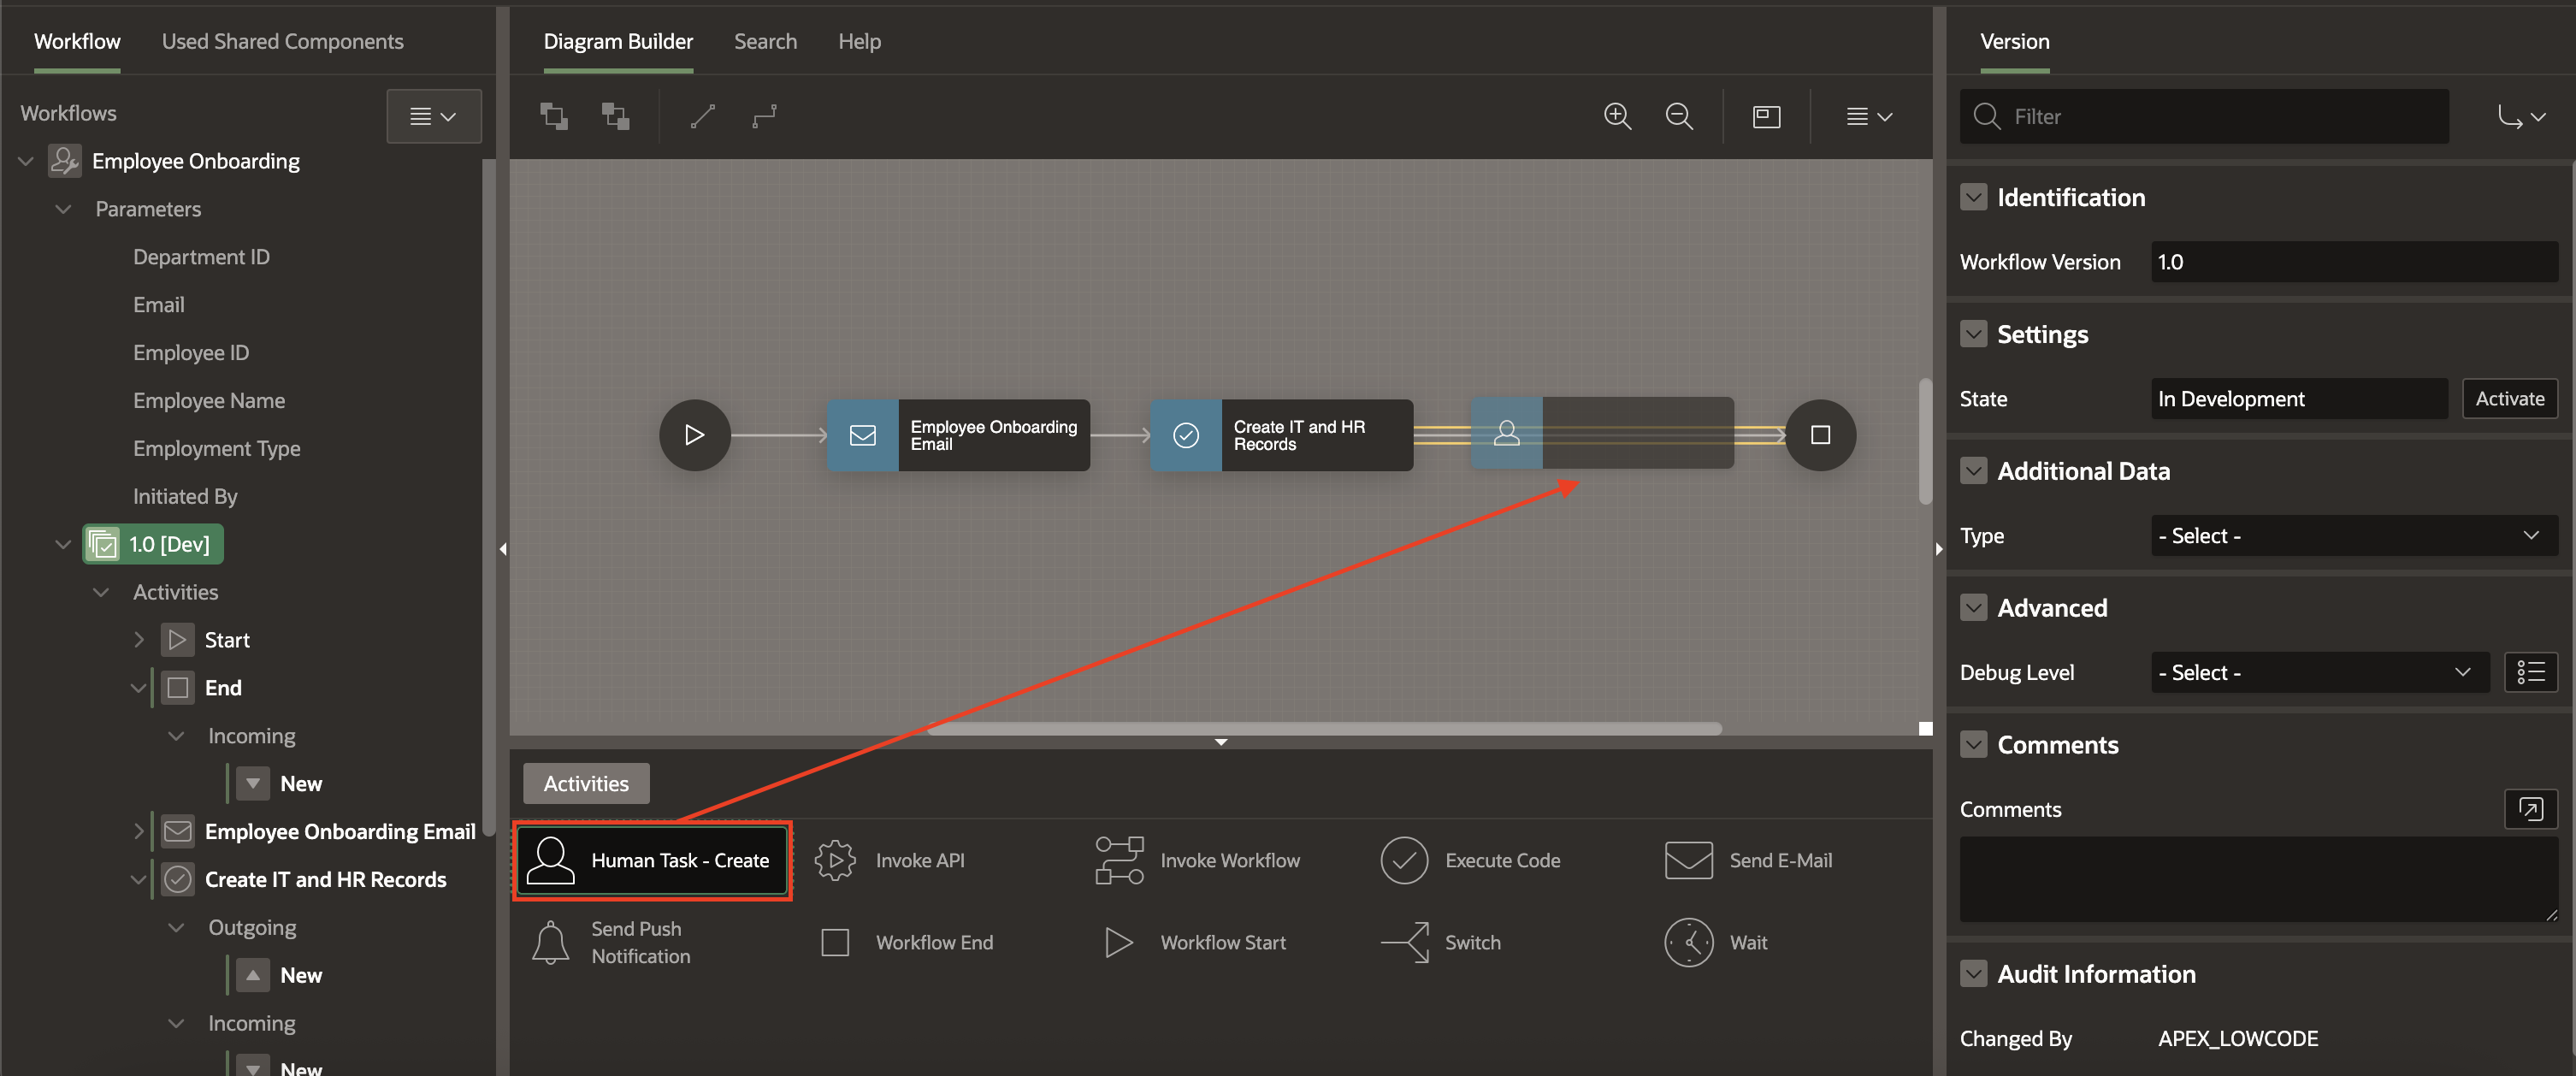 Workflow
Used Shared Components
Workflows
Employee Onboarding
Parameters
Department ID
Email
Employee ID
Employee Name
Employment Type
Initiated By
1.0 [Dev]
Activities
Start
End
Incoming
New
Employee Onboarding Email
Create IT and HR Records
Outgoing
New
Incoming
New
Diagram Builder
Search
Help
Employee Onboarding
Email
Create IT and HR
Records
Activities
Human Task - Create
Invoke API
Invoke Workflow
Execute Code
Send E-Mail
Send Push
Notification
Workflow End
Workflow Start
Switch
Wait
Version
Filter
Identification
Workflow Version 1.0
Settings
State In Development Activate
Additional Data
Type - Select -
Advanced
Debug Level - Select -
Comments
Comments
Audit Information
Changed By APEX_LOWCODE